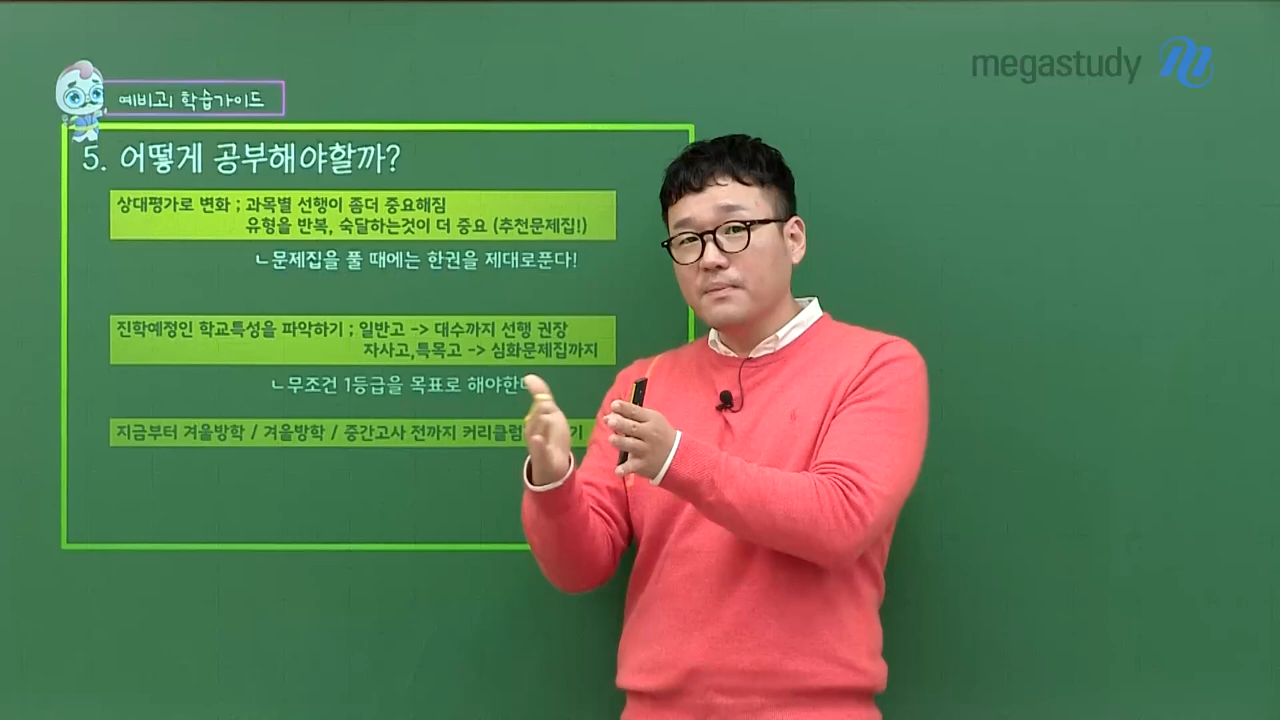 megastudy
예비고1 학습가이드
5. 어떻게 공부해야할까?
상대평가로 변화 ; 과목별 선행이 좀더 중요해짐
유형을 반복, 숙달하는것이 더 중요 (추천문제집!)
ㄴ문제집을 풀 때에는 한권을 제대로푼다!
진학예정인 학교특성을 파악하기 ; 일반고 -> 대수까지 선행 권장
자사고,특목고 -> 심화문제집까지
ㄴ무조건 1등급을 목표로 해야한다
지금부터 겨울방학 / 겨울방학 / 중간고사 전까지 커리큘럼